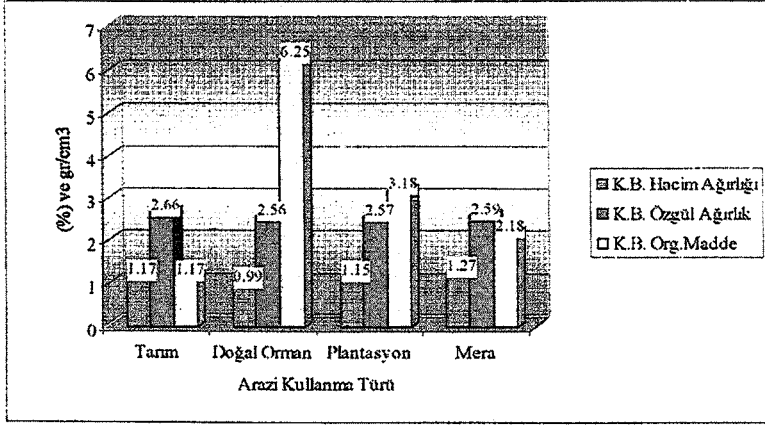 7
6
5
4
3
2
1
0
(%) ve gr/cm3
1.17
2.66
1.17
0.99
2.56
6.25
1.15
2.57
3.18
1.27
2.59
2.18
Tarım
Doğal Orman
Plantasyon
Mera
Arazi Kullanma Türü
K.B. Hacim Ağırlığı
K.B. Özgül Ağırlık
K.B. Org.Madde